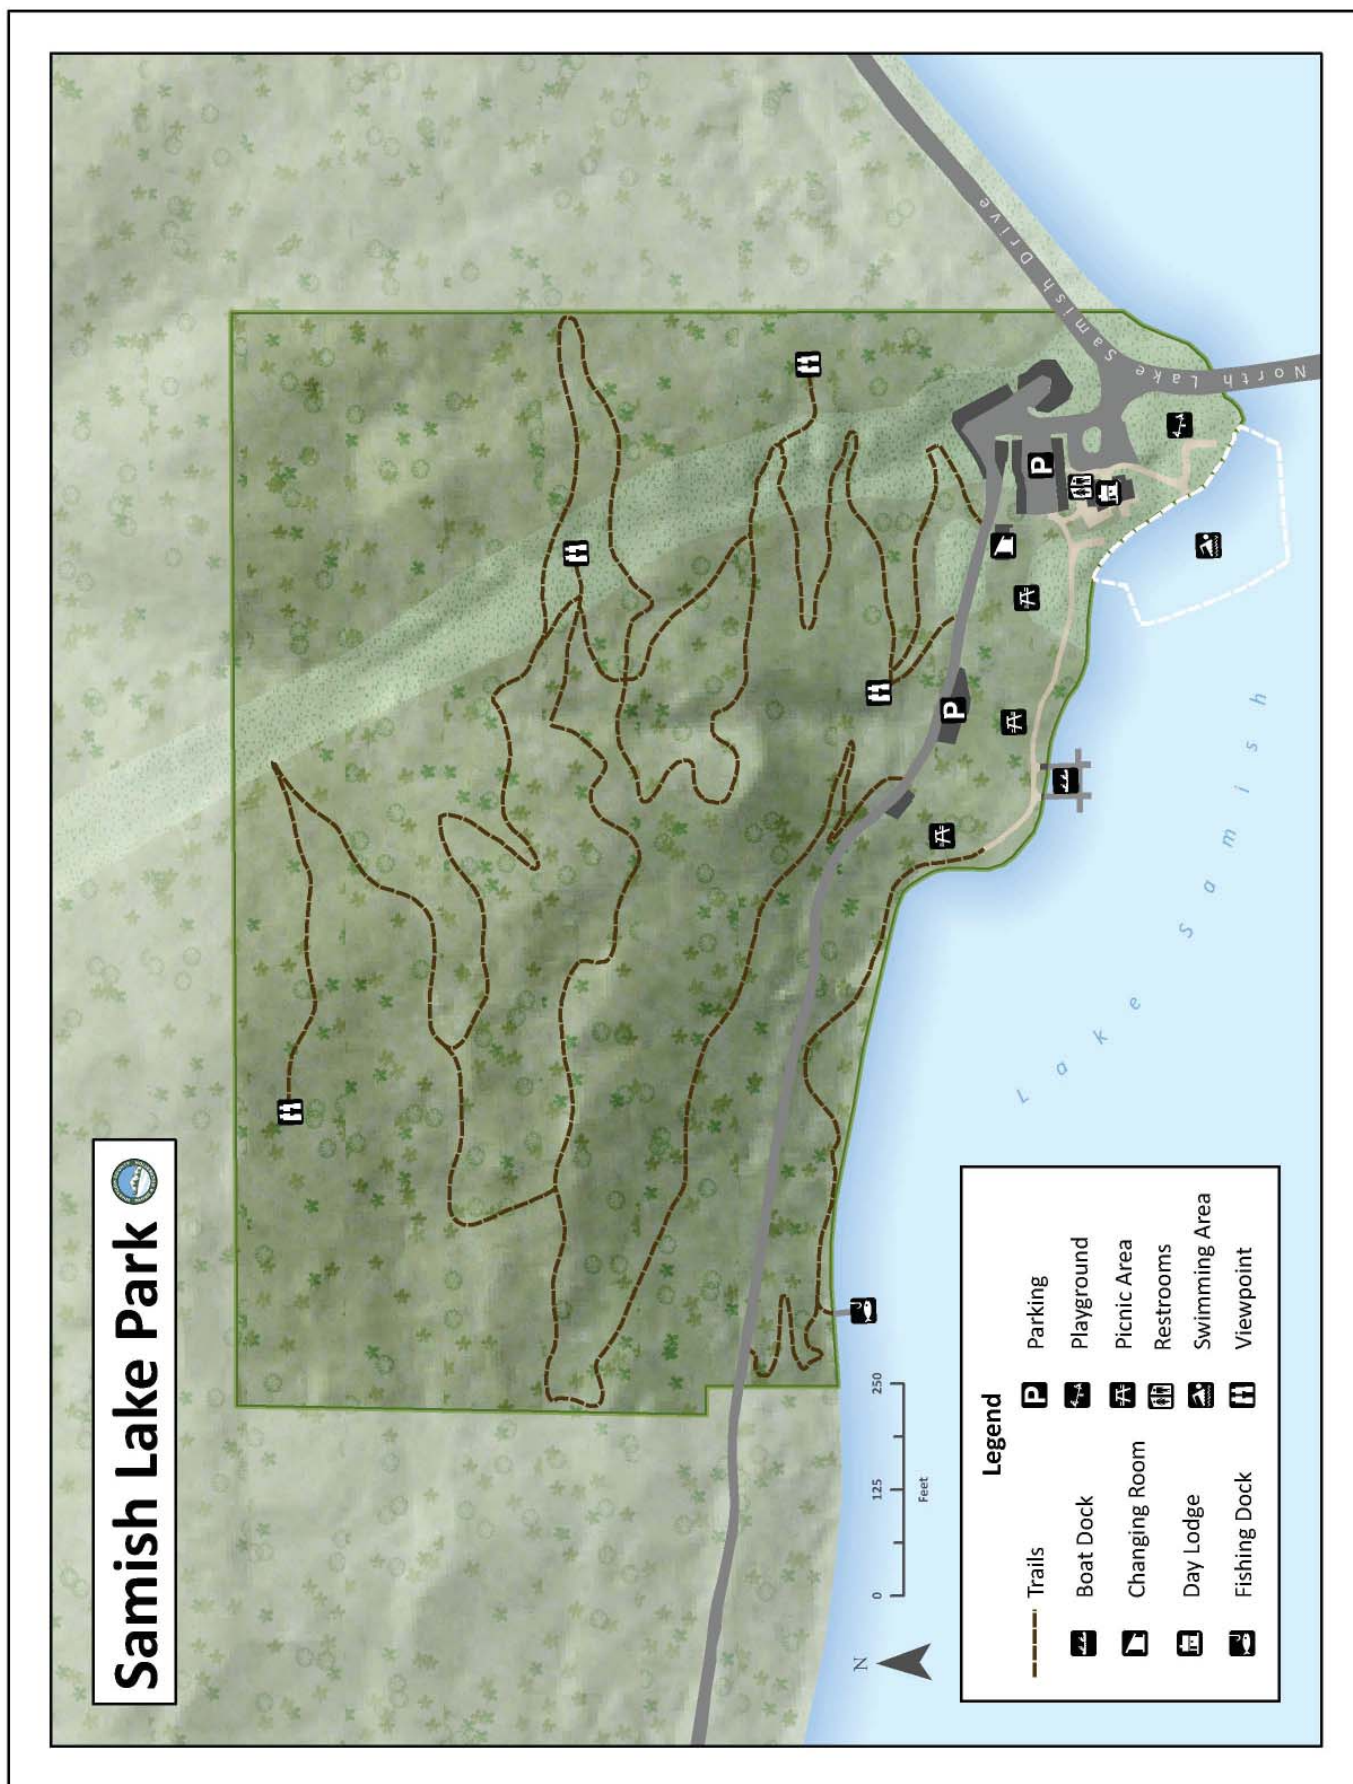 Samish Lake Park
North Lake Samish Drive
Lake Samish
P
P
N
0 125 250
Feet
Legend
Trails
Boat Dock
Changing Room
Day Lodge
Fishing Dock
P Parking
Playground
Picnic Area
Restrooms
Swimming Area
Viewpoint